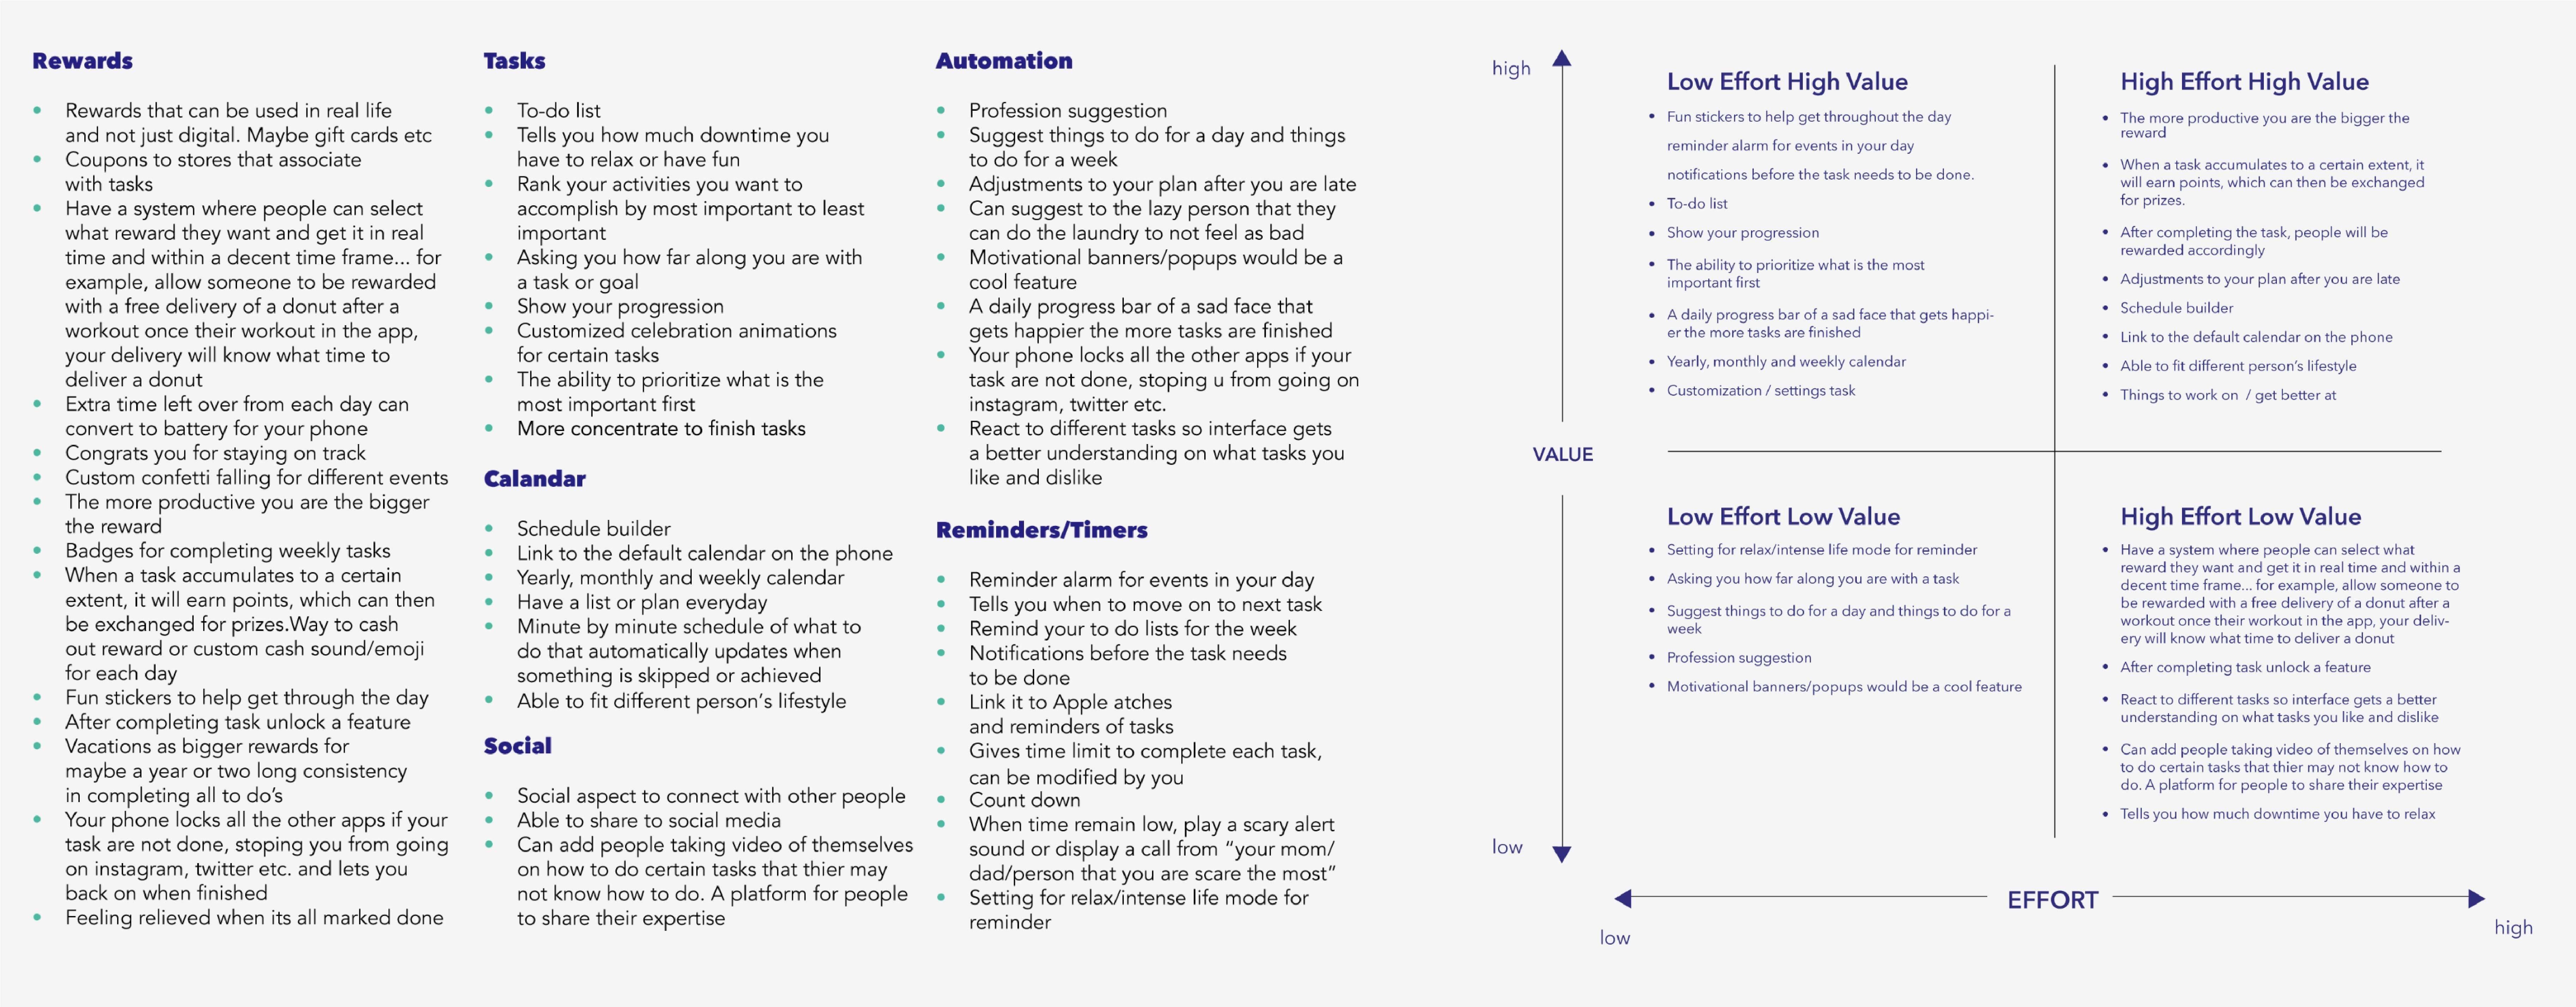 Rewards
Rewards that can be used in real life
and not just digital. Maybe gift cards etc
Coupons to stores that associate
with tasks
Have a system where people can select
what reward they want and get it in real
time and within a decent time frame... for
example, allow someone to be rewarded
with a free delivery of a donut after a
workout once their workout in the app,
your delivery will know what time to
deliver a donut
Extra time left over from each day can
convert to battery for your phone
Congrats you for staying on track
Custom confetti falling for different events
The more productive you are the bigger
the reward
Badges for completing weekly tasks
When a task accumulates to a certain
extent, it will earn points, which can then
be exchanged for prizes.Way to cash
out reward or custom cash sound/emoji
for each day
Fun stickers to help get through the day
After completing task unlock a feature
Vacations as bigger rewards for
maybe a year or two long consistency
in completing all to do's
Your phone locks all the other apps if your
task are not done, stoping you from going
on instagram, twitter etc. and lets you
back on when finished
Feeling relieved when its all marked done
Tasks
To-do list
Tells you how much downtime you
have to relax or have fun
Rank your activities you want to
accomplish by most important to least
important
Asking you how far along you are with
a task or goal
Show your progression
Customized celebration animations
for certain tasks
The ability to prioritize what is the
most important first
More concentrate to finish tasks
Calandar
Schedule builder
Link to the default calendar on the phone
Yearly, monthly and weekly calendar
Have a list or plan everyday
Minute by minute schedule of what to
do that automatically updates when
something is skipped or achieved
Able to fit different person's lifestyle
Social
Social aspect to connect with other people
Able to share to social media
Can add people taking video of themselves
on how to do certain tasks that thier may
not know how to do. A platform for people
to share their expertise
Automation
Profession suggestion
Suggest things to do for a day and things
to do for a week
Adjustments to your plan after you are late
Can suggest to the lazy person that they
can do the laundry to not feel as bad
Motivational banners/popups would be a
cool feature
A daily progress bar of a sad face that
gets happier the more tasks are finished
Your phone locks all the other apps if your
task are not done, stoping u from going on
instagram, twitter etc.
React to different tasks so interface gets
a better understanding on what tasks you
like and dislike
Reminders/Timers
Reminder alarm for events in your day
Tells you when to move on to next task
Remind your to do lists for the week
Notifications before the task needs
to be done
Link it to Apple atches
and reminders of tasks
Gives time limit to complete each task,
can be modified by you
Count down
When time remain low, play a scary alert
sound or display a call from “your mom/
dad/person that you are scare the most”
Setting for relax/intense life mode for
reminder
high
VALUE
low
Low Effort High Value
Fun stickers to help get throughout the day
reminder alarm for events in your day
notifications before the task needs to be done.
To-do list
Show your progression
The ability to prioritize what is the most
important first
A daily progress bar of a sad face that gets happi-
er the more tasks are finished
Yearly, monthly and weekly calendar
Customization / settings task
High Effort High Value
The more productive you are the bigger the
reward
When a task accumulates to a certain extent, it
will earn points, which can then be exchanged
for prizes.
After completing the task, people will be
rewarded accordingly
Adjustments to your plan after you are late
Schedule builder
Link to the default calendar on the phone
Able to fit different person's lifestyle
Things to work on / get better at
Low Effort Low Value
Setting for relax/intense life mode for reminder
Asking you how far along you are with a task
Suggest things to do for a day and things to do for a
week
Profession suggestion
Motivational banners/popups would be a cool feature
High Effort Low Value
Have a system where people can select what
reward they want and get it in real time and within a
decent time frame... for example, allow someone to
be rewarded with a free delivery of a donut after a
workout once their workout in the app, your deliv-
ery will know what time to deliver a donut
After completing task unlock a feature
React to different tasks so interface gets a better
understanding on what tasks you like and dislike
Can add people taking video of themselves on how
to do certain tasks that thier may not know how to
do. A platform for people to share their expertise
Tells you how much downtime you have to relax
EFFORT
low
high